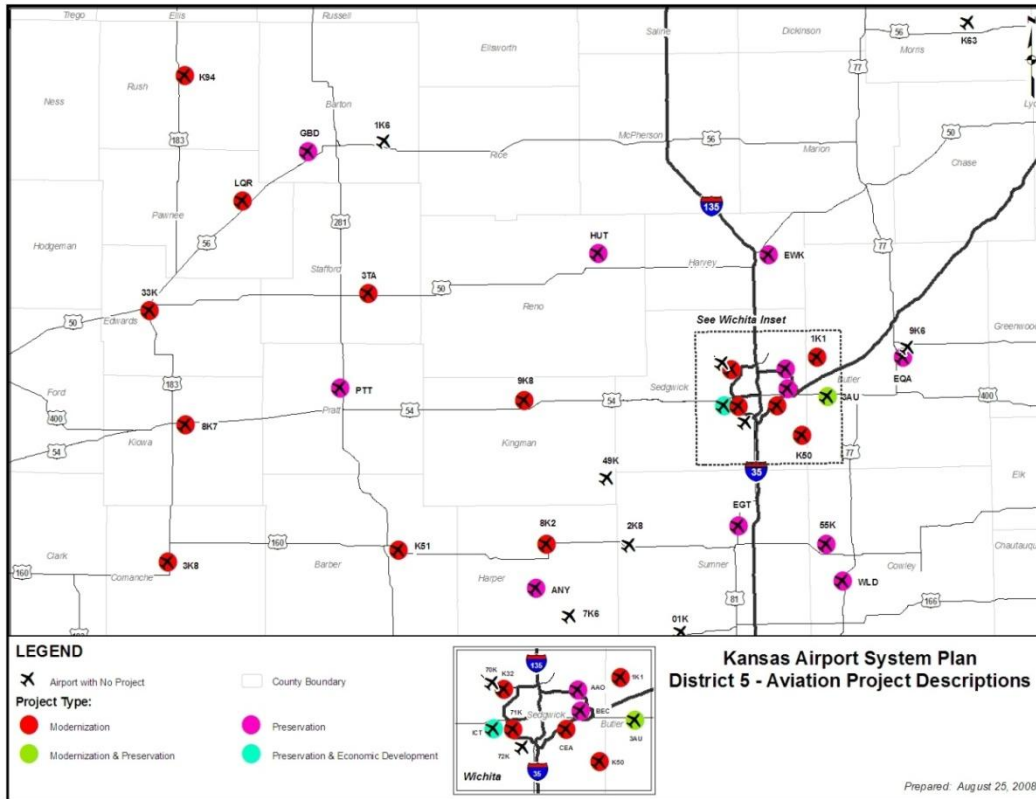 Trego
Ellis
Russell
Saline
Dickinson
56
Morris
K63
Ellsworth
77
K94
Rush
Ness
Barton
Lyo
GBD
1K6
50
183
McPherson
56
Rice
Marion
Chase
LQR
Pawnee
135
281
Hodgeman
56
HUT
77
EWK
Stafford
3TA
Harvey
33K
50
Reno
50
Edwards
See Wichita Inset
9K6
Greenwood
1K1
183
PTT
9K8
Sedgwick
Butler
EQA
Ford
54
54
3AU
400
400
Pratt
8K7
Kiowa
Kingman
K50
54
77
49K
35
Elk
EGT
8K2
2K8
55K
160
K51
Chautauqua
Clark
3K8
Barber
Sumner
Cowley
160
Comanche
Harper
ANY
81
WLD
7K6
166
01K
LEGEND
Airport with No Project
County Boundary
Project Type:
Modernization
Preservation
Modernization & Preservation
Preservation & Economic Development
135
70K
K32
1K1
AAO
71K
Sedgwick
BEC
Butler
ICT
3AU
CEA
72K
K50
35
Wichita
Kansas Airport System Plan
District 5 - Aviation Project Descriptions
Prepared: August 25, 2008